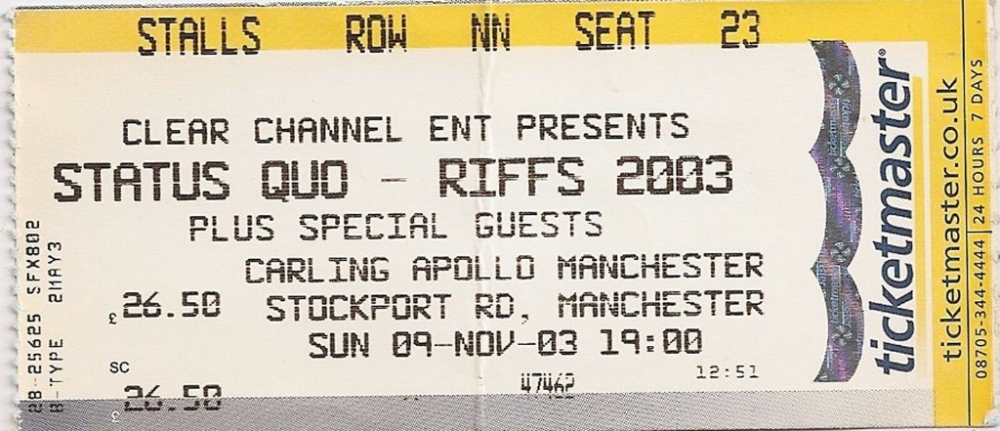 STALLS ROW NN SEAT 23
CLEAR CHANNEL ENT PRESENTS
STATUS QUO - RIFFS 2003
PLUS SPECIAL GUESTS
CARLING APOLLO MANCHESTER
£ 26.50 STOCKPORT RD, MANCHESTER
SUN 09-NOV-03 19:00
SC
12:51
26.50
47462
28-25625 SFX802
B-TYPE 21MAY3
ticketmaster®
ticketmaster.co.uk
08705-344-4444 | 24 HOURS 7 DAYS